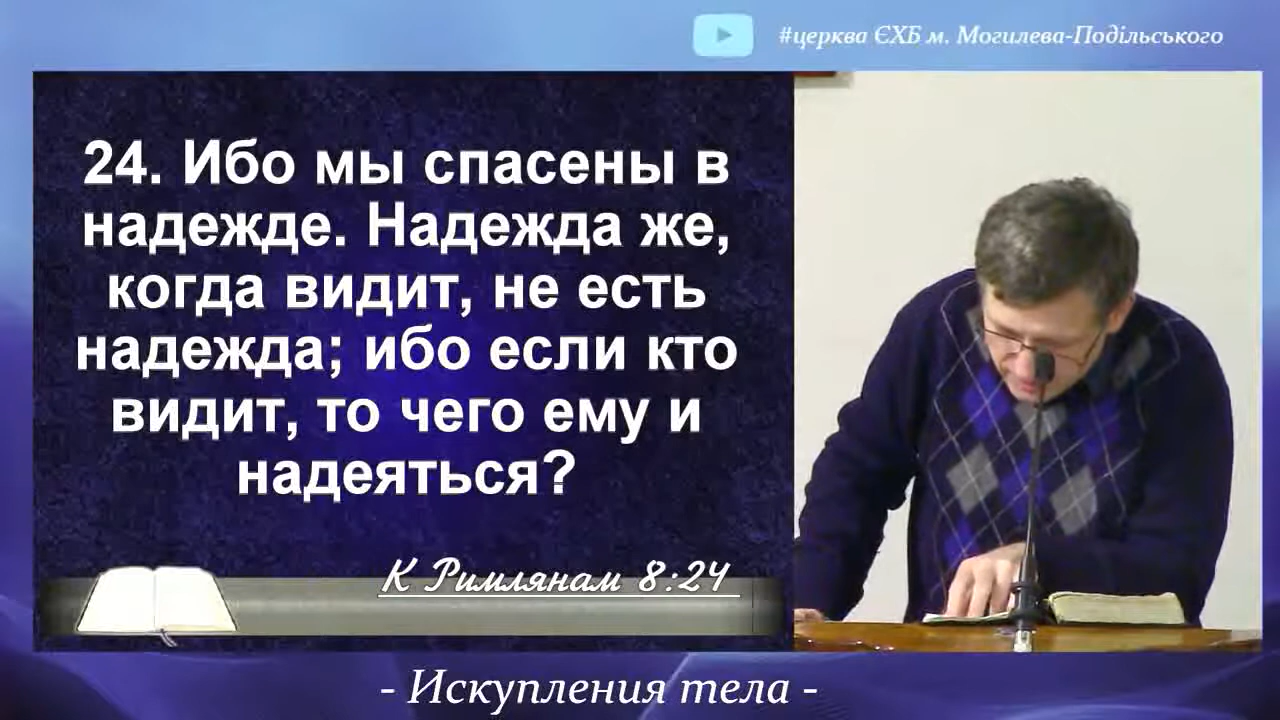 #церква ЄХБ м. Могилева-Подільського
24. Ибо мы спасены в
надежде. Надежда же,
когда видит, не есть
надежда; ибо если кто
видит, то чего ему и
надеяться?
К Римлянам 8:24
- Искупления тела -